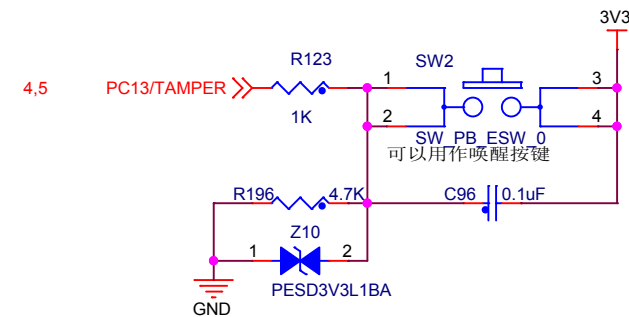 3V3
R123
SW2
1
3
4,5
PC13/TAMPER
1K
2
4
SW_PB_ESW_0
可以用作唤醒按键
R196
4.7K
C96
0.1uF
Z10
1
2
PESD3V3L1BA
GND